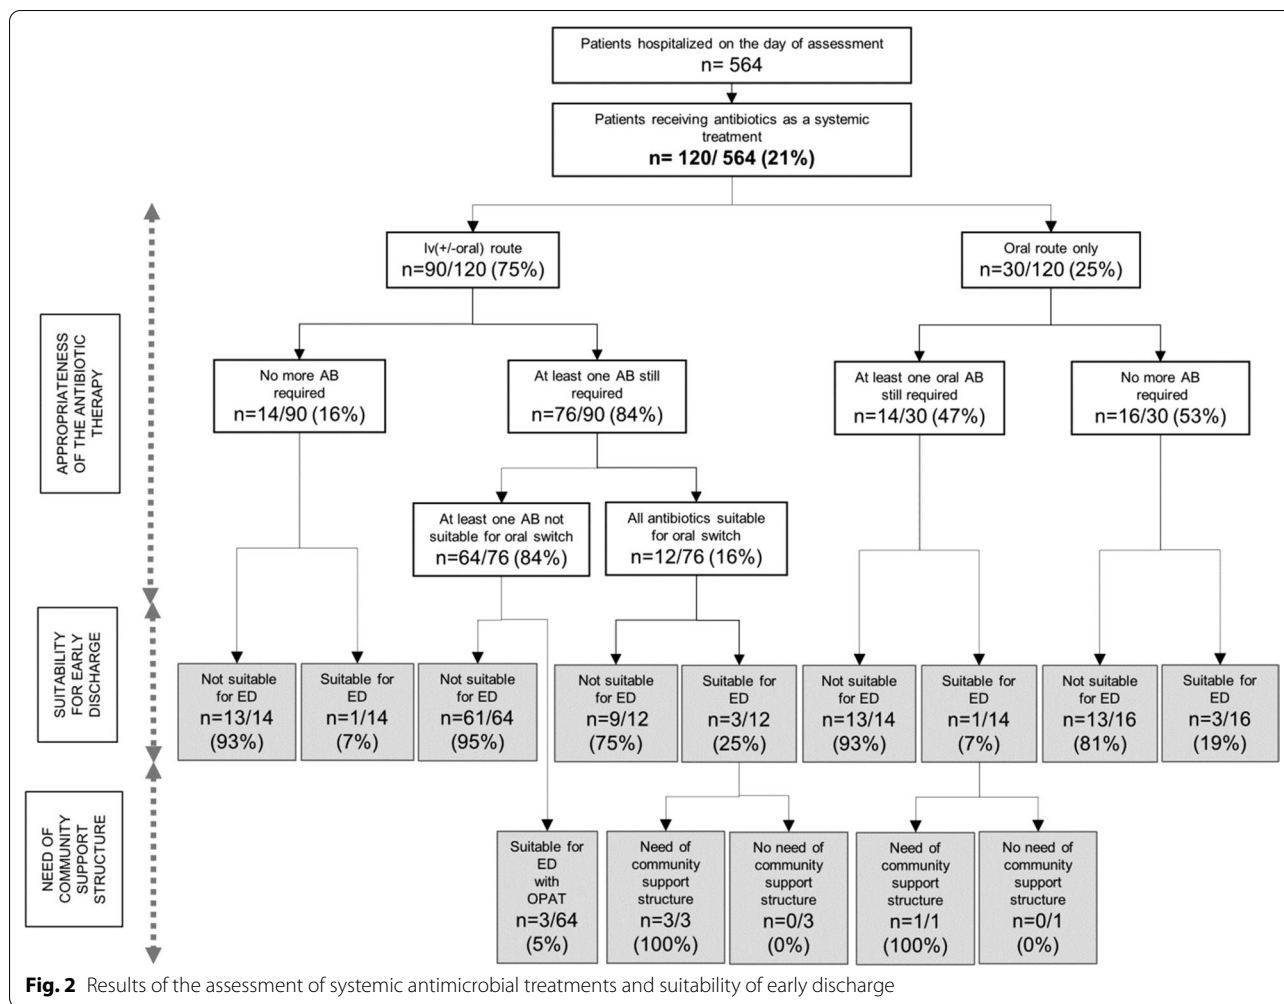 Patients hospitalized on the day of assessment
n= 564
Patients receiving antibiotics as a systemic
treatment
n= 120/ 564 (21%)
Iv(+/-oral) route
n=90/120 (75%)
Oral route only
n=30/120 (25%)
APPROPRIATENESS
OF THE ANTIBIOTIC
THERAPY
No more AB
required
n=14/90 (16%)
At least one AB still
required
n=76/90 (84%)
At least one oral AB
still required
n=14/30 (47%)
No more AB
required
n=16/30 (53%)
At least one AB not
suitable for oral switch
n=64/76 (84%)
All antibiotics suitable
for oral switch
n=12/76 (16%)
SUITABILITY
FOR EARLY
DISCHARGE
Not suitable
for ED
n=13/14
(93%)
Suitable for
ED
n=1/14
(7%)
Not suitable
for ED
n=61/64
(95%)
Not suitable
for ED
n=9/12
(75%)
Suitable for
ED
n=3/12
(25%)
Not suitable
for ED
n=13/14
(93%)
Suitable for
ED
n=1/14
(7%)
Not suitable
for ED
n=13/16
(81%)
Suitable for
ED
n=3/16
(19%)
NEED OF
COMMUNITY
SUPPORT
STRUCTURE
Suitable for
ED
with
OPAT
n=3/64
(5%)
Need of
community
support
structure
n=3/3
(100%)
No need of
community
support
structure
n=0/3
(0%)
Need of
community
support
structure
n=1/1
(100%)
No need of
community
support
structure
n=0/1
(0%)
Fig. 2 Results of the assessment of systemic antimicrobial treatments and suitability of early discharge